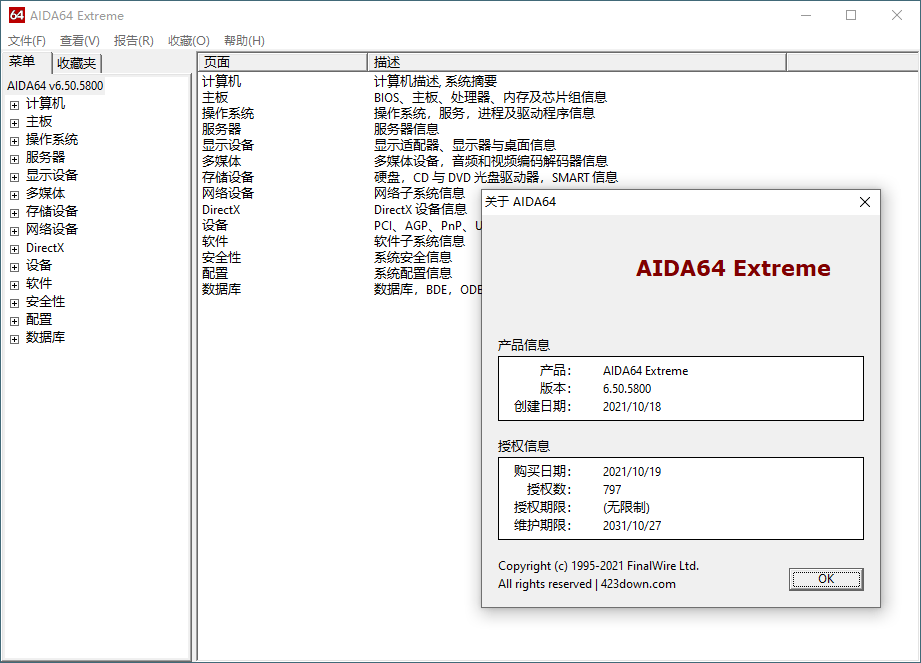 64 AIDA64 Extreme
文件(F) 查看(V) 报告(R) 收藏(O) 帮助(H)
菜单 收藏夹
AIDA64 v6.50.5800
计算机
主板
操作系统
服务器
显示设备
多媒体
存储设备
网络设备
DirectX
设备
软件
安全性
配置
数据库
页面 描述
计算机 计算机描述, 系统摘要
主板 BIOS、主板、处理器、内存及芯片组信息
操作系统 操作系统，服务，进程及驱动程序信息
服务器 服务器信息
显示设备 显示适配器、显示器与桌面信息
多媒体 多媒体设备，音频和视频编码解码器信息
存储设备 硬盘，CD 与 DVD 光盘驱动器，SMART 信息
网络设备 网络子系统信息
DirectX DirectX 设备信息
设备 PCI、AGP、PnP、U
软件 软件子系统信息
安全性 系统安全信息
配置 系统配置信息
数据库 数据库，BDE，ODB
关于 AIDA64
AIDA64 Extreme
产品信息
产品： AIDA64 Extreme
版本： 6.50.5800
创建日期： 2021/10/18
授权信息
购买日期： 2021/10/19
授权数： 797
授权期限： (无限制)
维护期限： 2031/10/27
Copyright (c) 1995-2021 FinalWire Ltd.
All rights reserved | 423down.com
OK